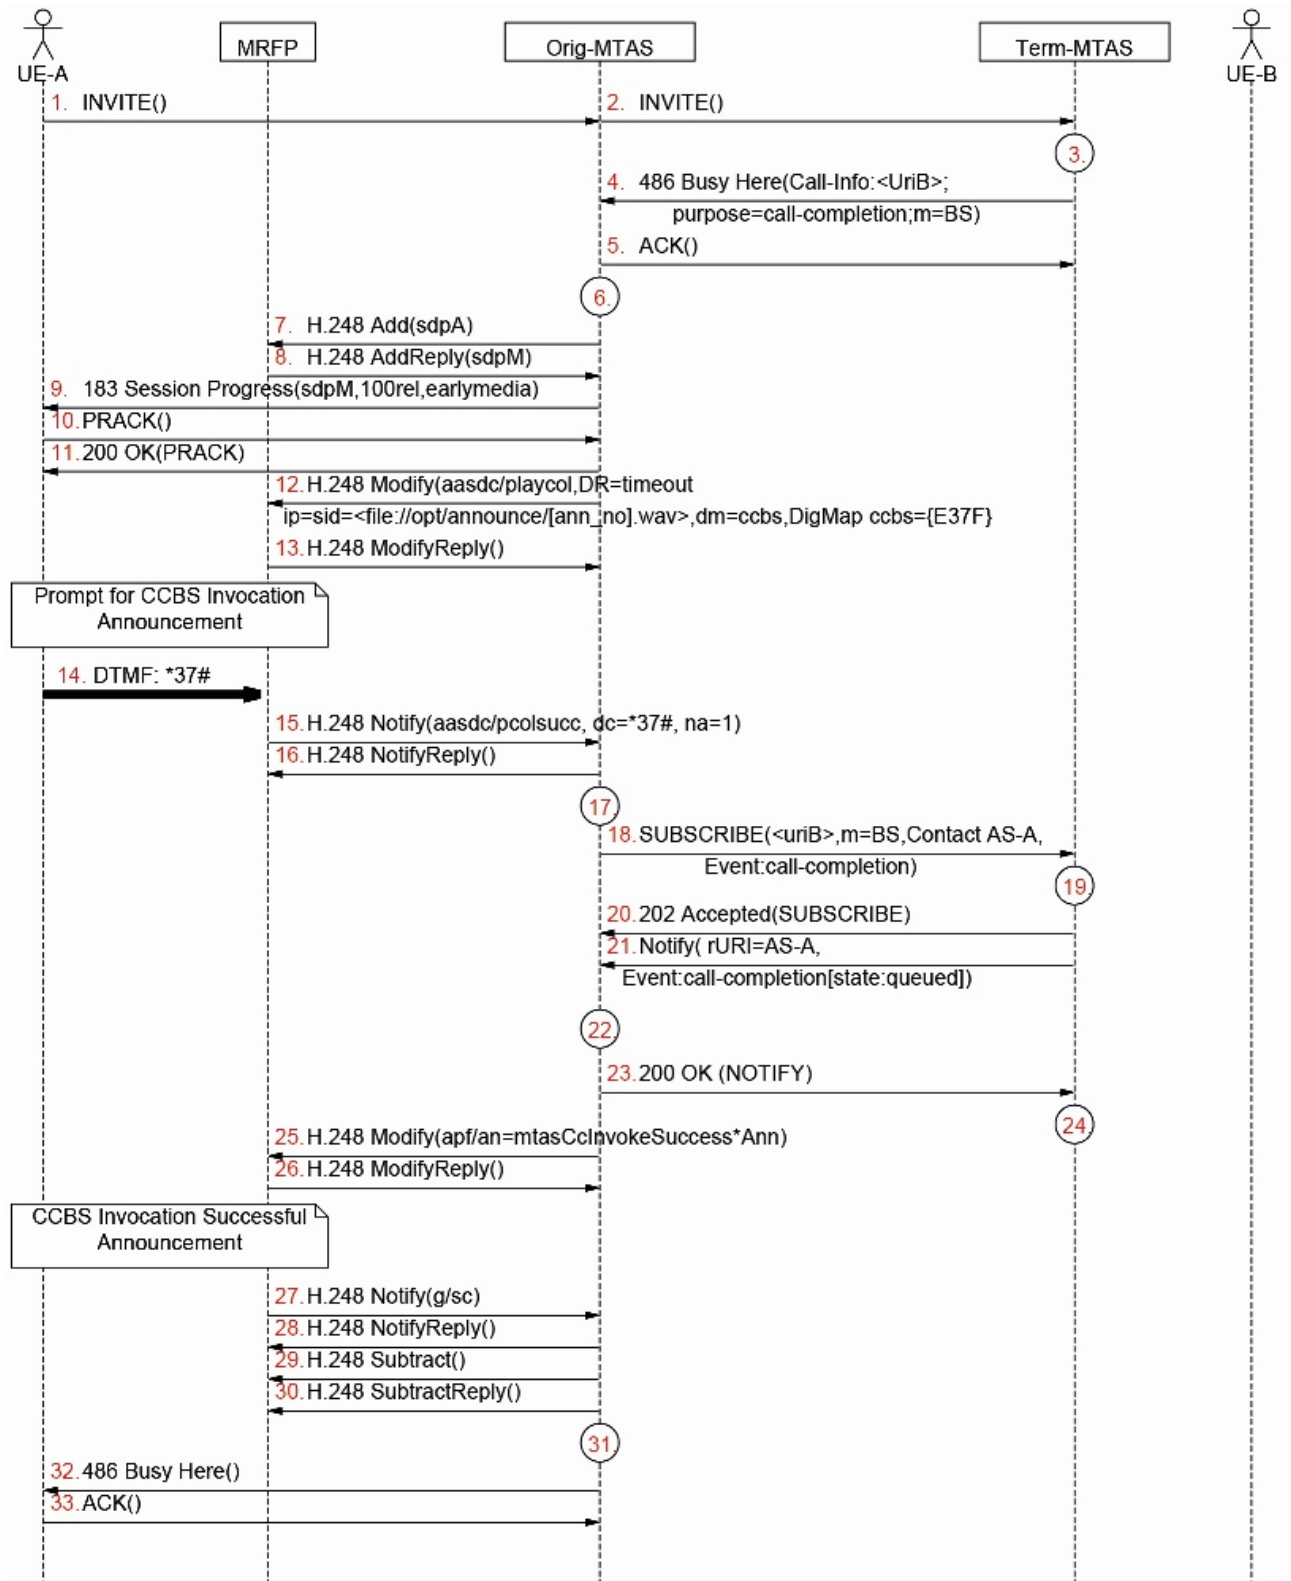 UE-A
MRFP
Orig-MTAS
Term-MTAS
UE-B
1. INVITE()
2. INVITE()
3.
4. 486 Busy Here(Call-Info:<UriB>;
purpose=call-completion;m=BS)
5. ACK()
6.
7. H.248 Add(sdpA)
8. H.248 AddReply(sdpM)
9. 183 Session Progress(sdpM,100rel,earlymedia)
10. PRACK()
11. 200 OK(PRACK)
12. H.248 Modify(aasdc/playcol,DR=timeout
ip=sid=<file://opt/announce/[ann_no].wav>,dm=ccbs,DigMap ccbs={E37F}
13. H.248 ModifyReply()
Prompt for CCBS Invocation
Announcement
14. DTMF: *37#
15. H.248 Notify(aasdc/pcolsucc, dc=*37#, na=1)
16. H.248 NotifyReply()
17.
18. SUBSCRIBE(<uriB>,m=BS,Contact AS-A,
Event:call-completion)
19.
20. 202 Accepted(SUBSCRIBE)
21. Notify( rURI=AS-A,
Event:call-completion[state:queued])
22.
23. 200 OK (NOTIFY)
24.
25. H.248 Modify(apf/an=mtasCcInvokeSuccess*Ann)
26. H.248 ModifyReply()
CCBS Invocation Successful
Announcement
27. H.248 Notify(g/sc)
28. H.248 NotifyReply()
29. H.248 Subtract()
30. H.248 SubtractReply()
31.
32. 486 Busy Here()
33. ACK()